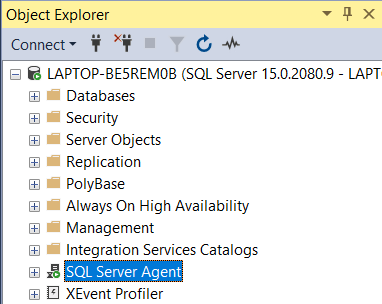 Object Explorer
Connect
LAPTOP-BE5REM0B (SQL Server 15.0.2080.9 - LAPT
Databases
Security
Server Objects
Replication
PolyBase
Always On High Availability
Management
Integration Services Catalogs
SQL Server Agent
XEvent Profiler